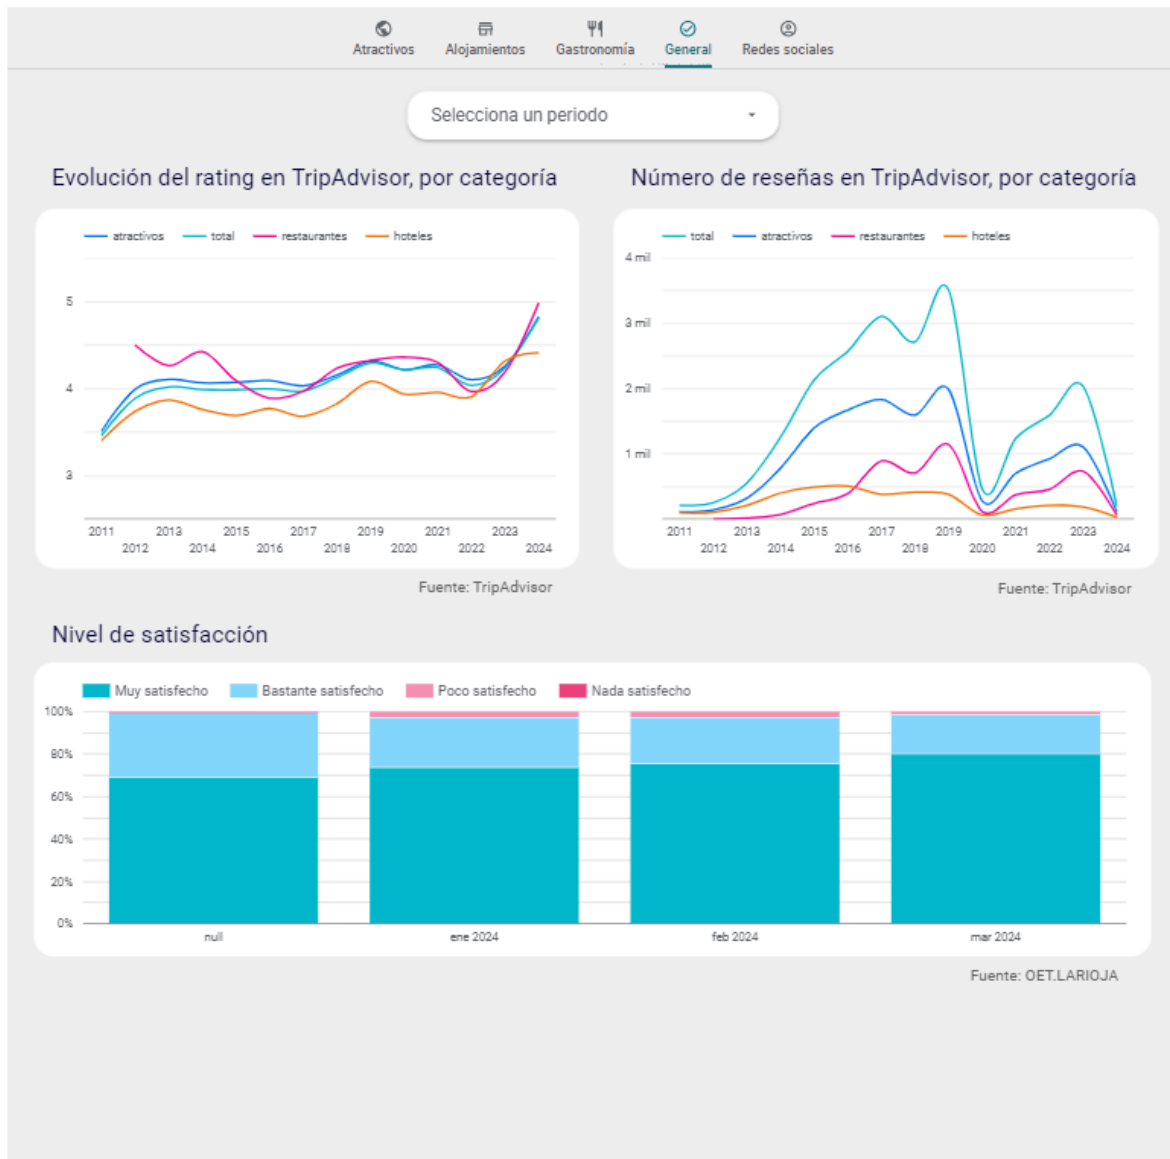 Atractivos Alojamientos Gastronomía General Redes sociales
Selecciona un periodo
Evolución del rating en TripAdvisor, por categoría
atractivos total restaurantes hoteles
5
4
3
2011 2013 2015 2017 2019 2021 2023
2012 2014 2016 2018 2020 2022 2024
Fuente: TripAdvisor
Número de reseñas en TripAdvisor, por categoría
total atractivos restaurantes hoteles
4 mil
3 mil
2 mil
1 mil
2011 2013 2015 2017 2019 2021 2023
2012 2014 2016 2018 2020 2022 2024
Fuente: TripAdvisor
Nivel de satisfacción
Muy satisfecho Bastante satisfecho Poco satisfecho Nada satisfecho
100%
80%
60%
40%
20%
0%
null ene 2024 feb 2024 mar 2024
Fuente: OET.LARIOJA